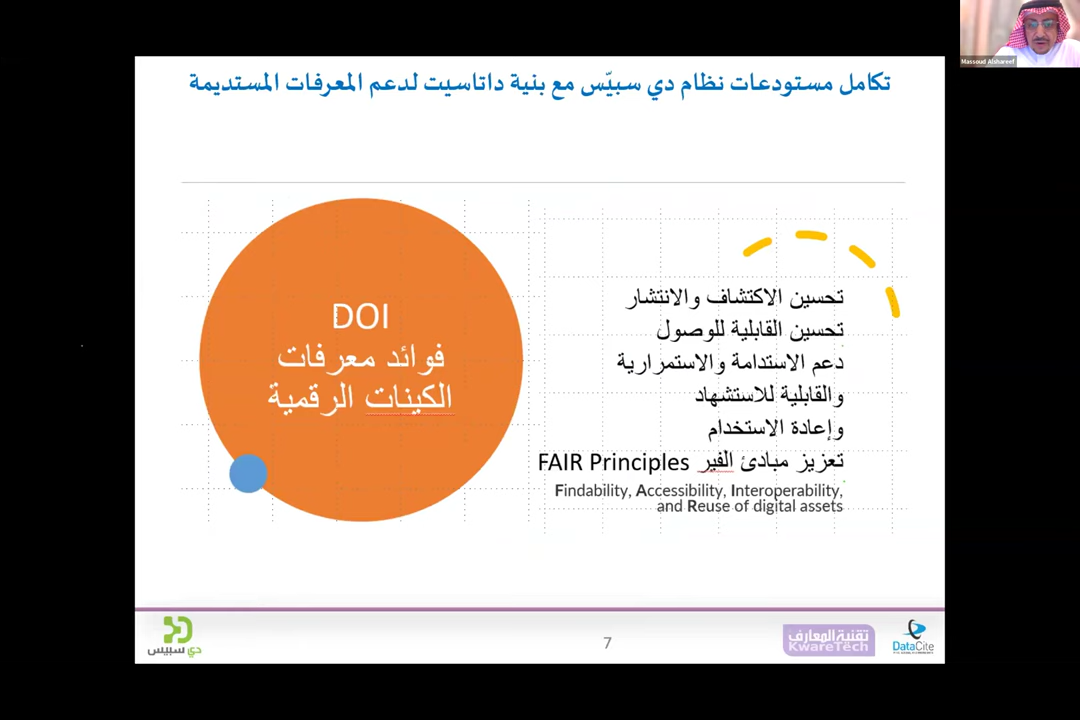 Massoud Alshareef
تكامل مستودعات نظام دي سبيّس مع بنية داتاسيت لدعم المعرفات المستديمة
DOI
فوائد معرفات
الكينات الرقمية
تحسين الاكتشاف والانتشار
تحسين القابلية للوصول
دعم الاستدامة والاستمرارية
والقابلية للاستشهاد
وإعادة الاستخدام
تعزيز مبادئ الفير FAIR Principles
Findability, Accessibility, Interoperability,
and Reuse of digital assets
دي سبيس
7
تقنية المعارف
KwareTech
DataCite